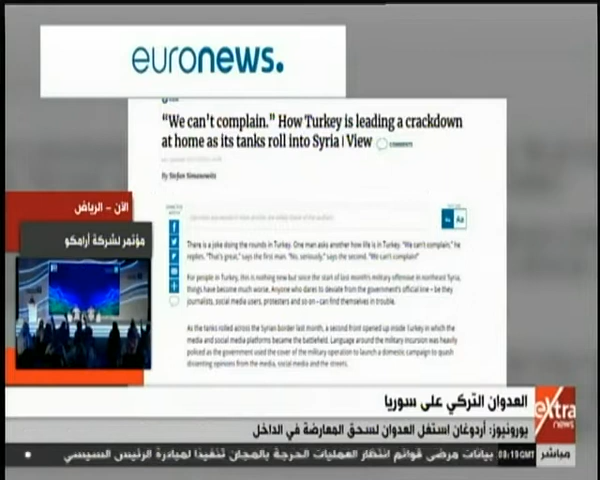 euronews.
"We can't complain." How Turkey is leading a crackdown
at home as its tanks roll into Syria | View
COMMENTS
By Stefan Simanowitz
Aa
There is a joke doing the rounds in Turkey. One man asks another how life is in Turkey. "We can't complain," he
replies. "That's great," says the first man. "No, seriously," says the second. "We can't complain!"
For people in Turkey, this is nothing new but since the start of last month's military offensive in northeast Syria,
things have become much worse. Anyone who dares to deviate from the government's official line – be they
journalists, social media users, protesters and so on – can find themselves in trouble.
As the tanks rolled across the Syrian border last month, a second front opened up inside Turkey in which the
media and social media platforms became the battlefield. Language around the military incursion was heavily
policed as the government used the cover of the military operation to launch a domestic campaign to quash
dissenting opinions from the media, social media and the streets.
الآن - الرياض
مؤتمر لشركة أرامكو
العدوان التركي على سوريا
يورونيوز: أردوغان استغل العدوان لسحق المعارضة في الداخل
eXtra
news
مباشر
GMT
بيانات مرضى قوائم انتظار العمليات الحرجة بالمجان تنفيذا لمبادرة الرئيس السيسي